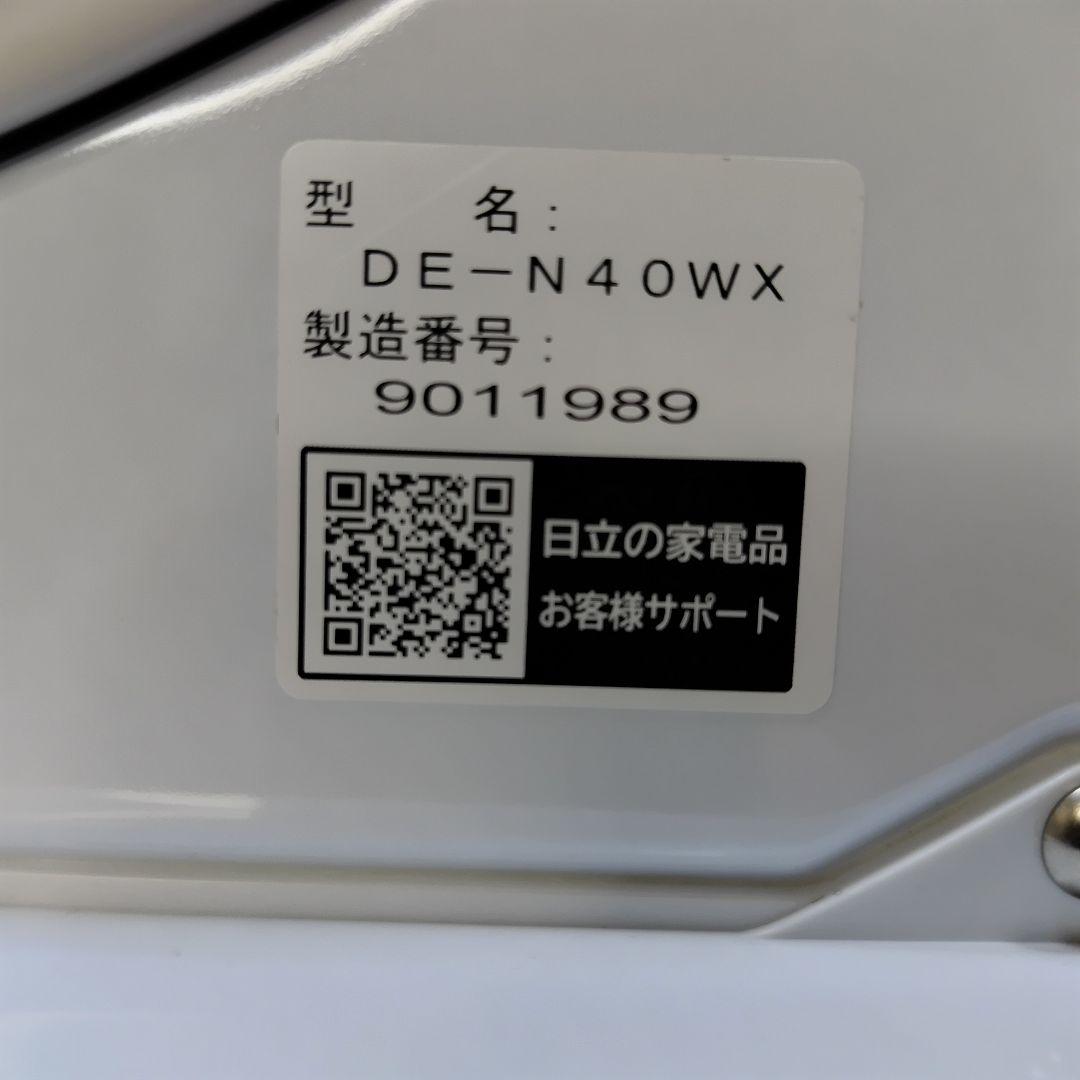 型　　名：
ＤＥ－Ｎ４０ＷＸ
製造番号：
9011989
日立の家電品
お客様サポート